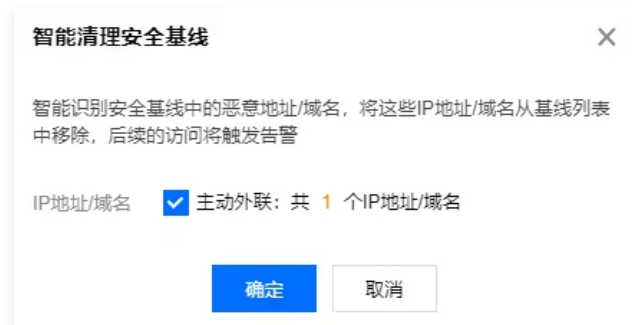 智能清理安全基线
智能识别安全基线中的恶意地址/域名，将这些IP地址/域名从基线列表
中移除，后续的访问将触发告警
IP地址/域名 主动外联：共 1 个IP地址/域名
确定 取消